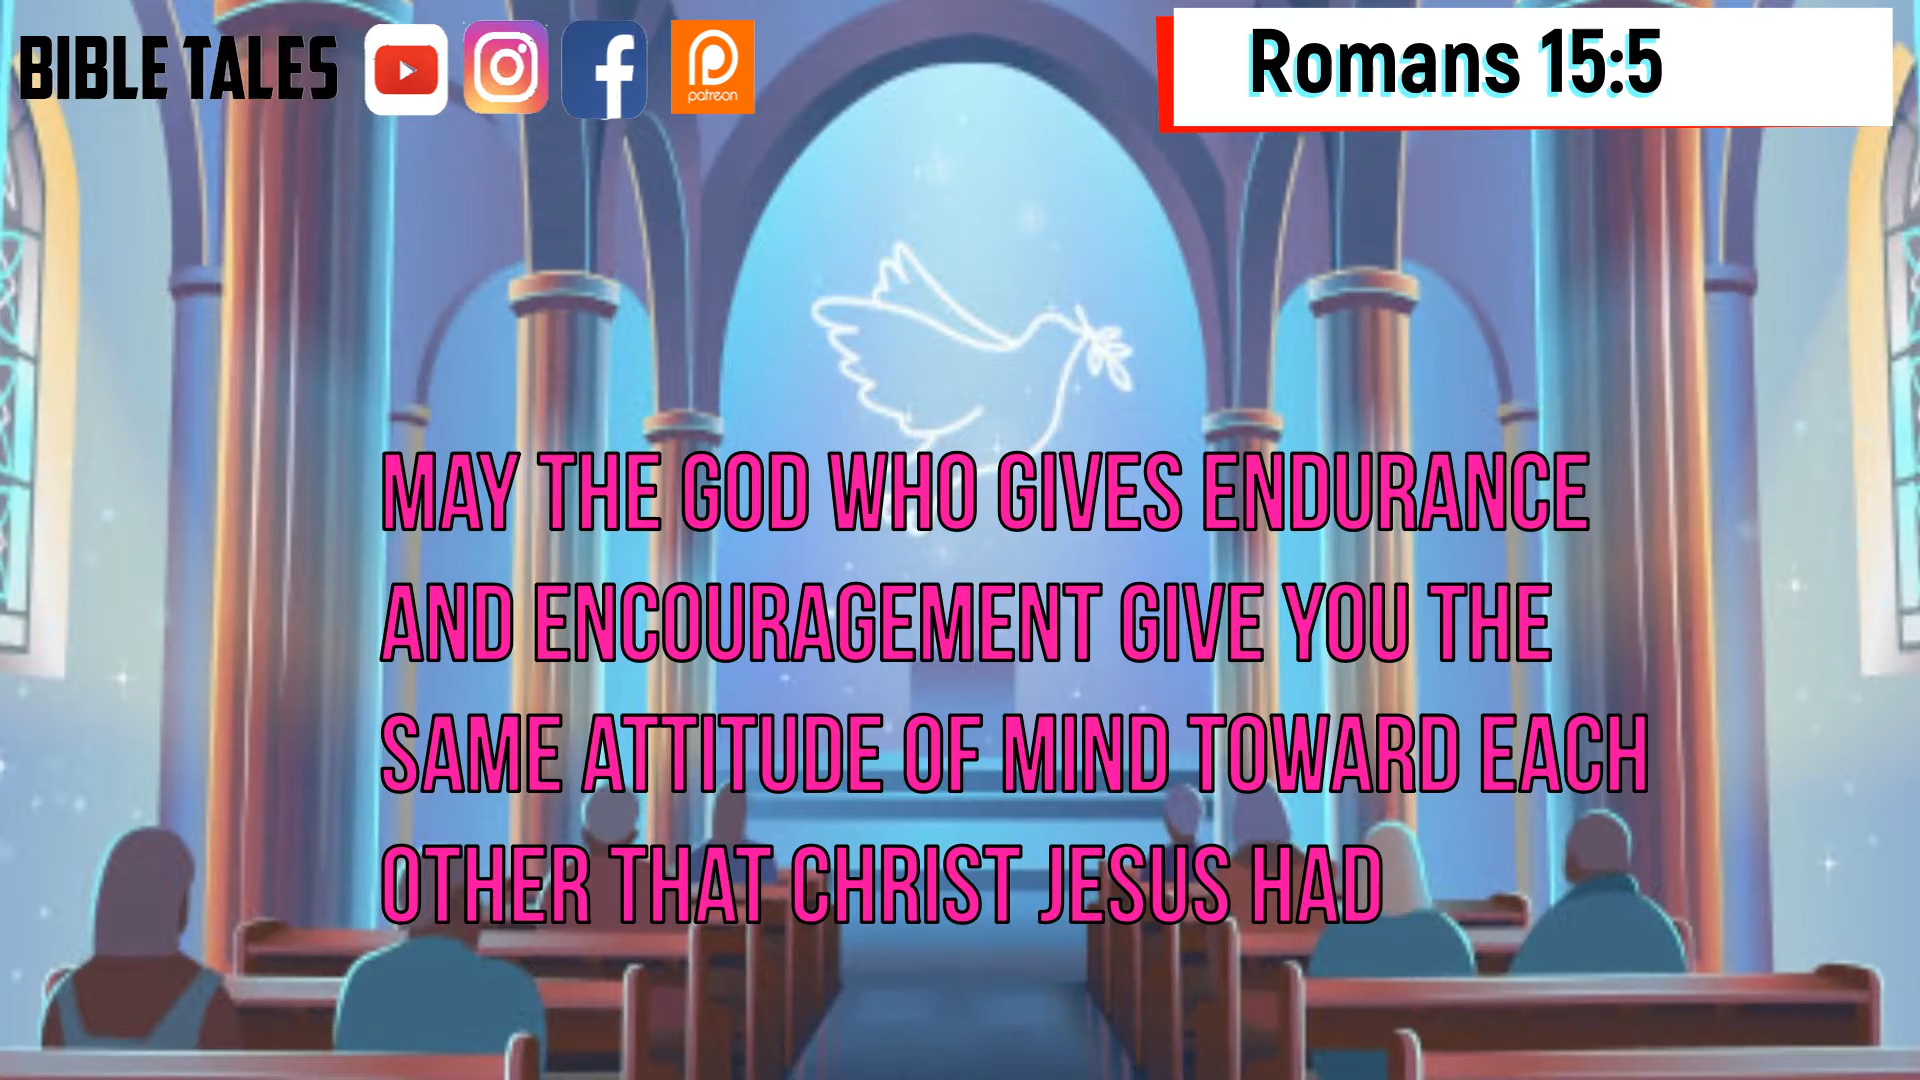 BIBLE TALES
patreon
Romans 15:5
MAY THE GOD WHO GIVES ENDURANCE
AND ENCOURAGEMENT GIVE YOU THE
SAME ATTITUDE OF MIND TOWARD EACH
OTHER THAT CHRIST JESUS HAD